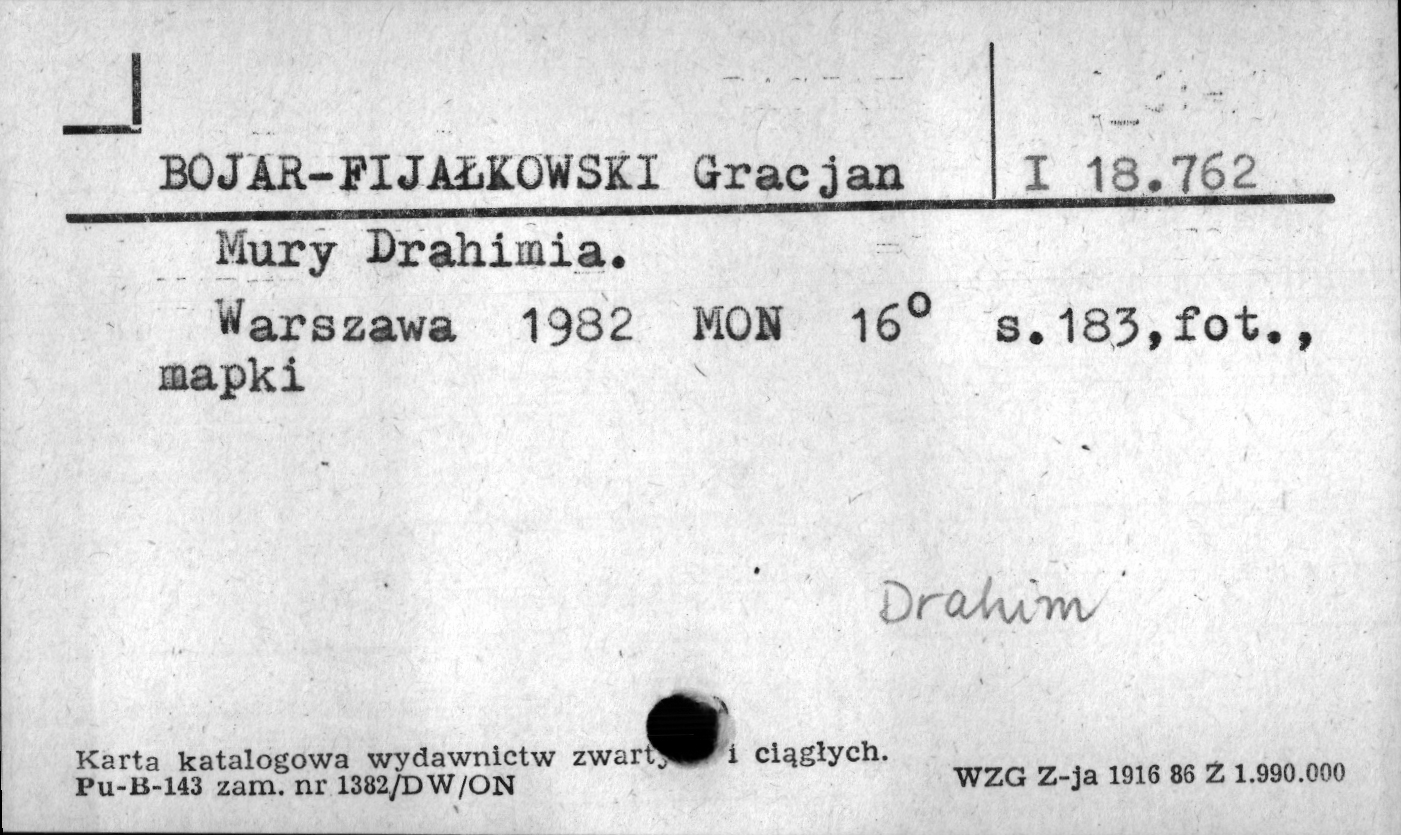 BOJAR-FIJAŁKOWSKI Gracjan I 18.762
Mury Drahimia.
Warszawa 1982 MON 16° s.183,fot.,
mapki
Drahim
Karta katalogowa wydawnictw i ciągłych.
Pu-B-143 zam. nr 1382/DW/ON
WZG Z-ja 1916 86 Z 1.990.000